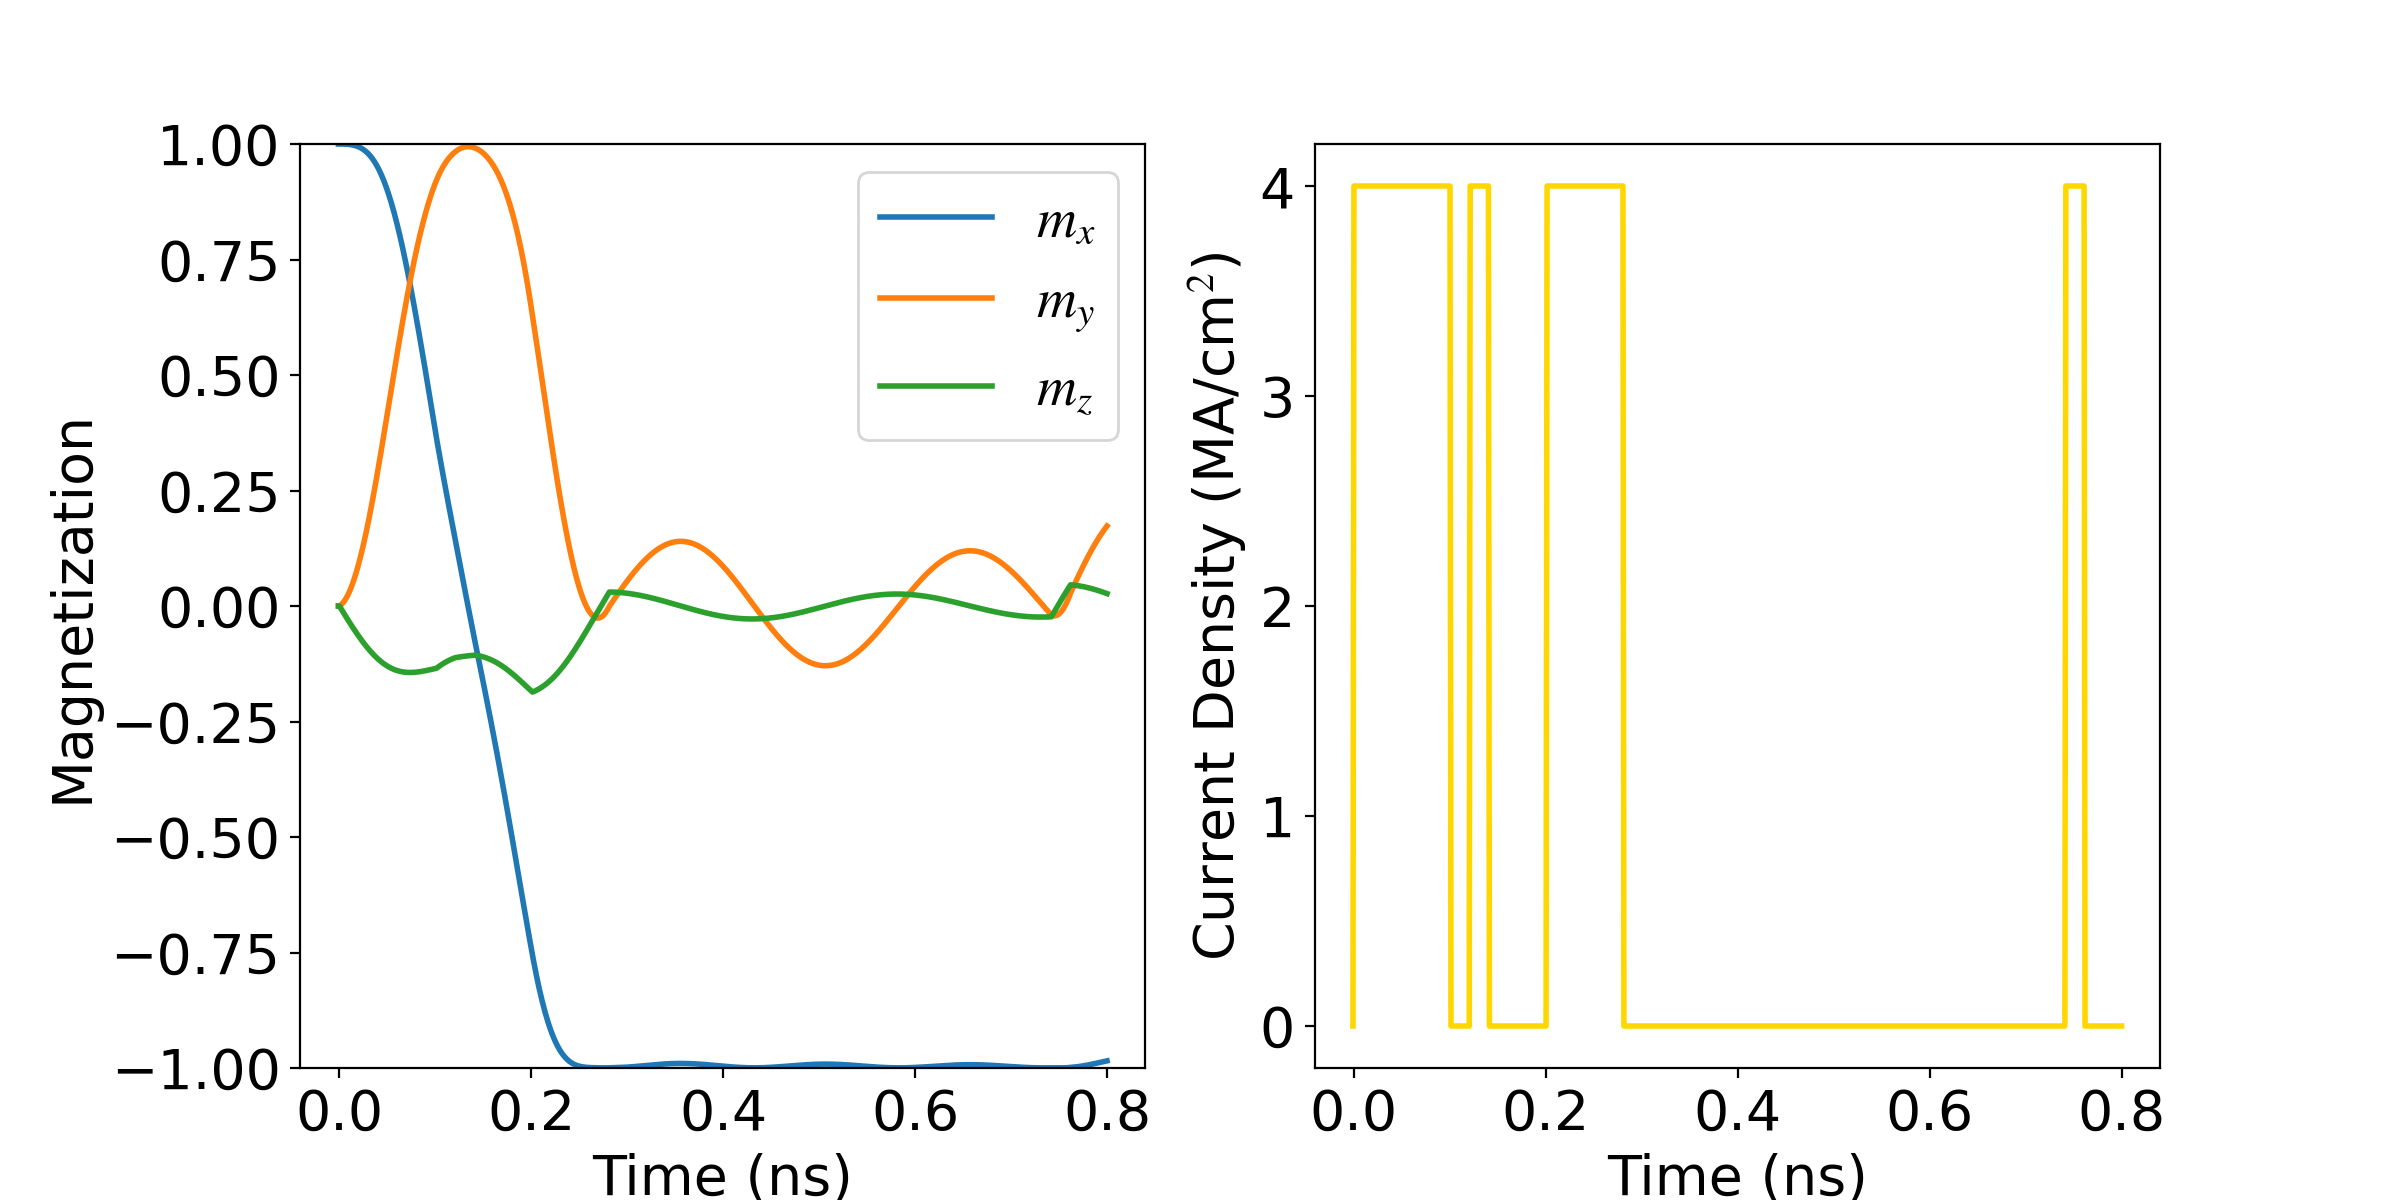 Magnetization
1.00
0.75
0.50
0.25
0.00
−0.25
−0.50
−0.75
−1.00
0.0 0.2 0.4 0.6 0.8
Time (ns)
m_x
m_y
m_z
Current Density (MA/cm²)
4
3
2
1
0
0.0 0.2 0.4 0.6 0.8
Time (ns)